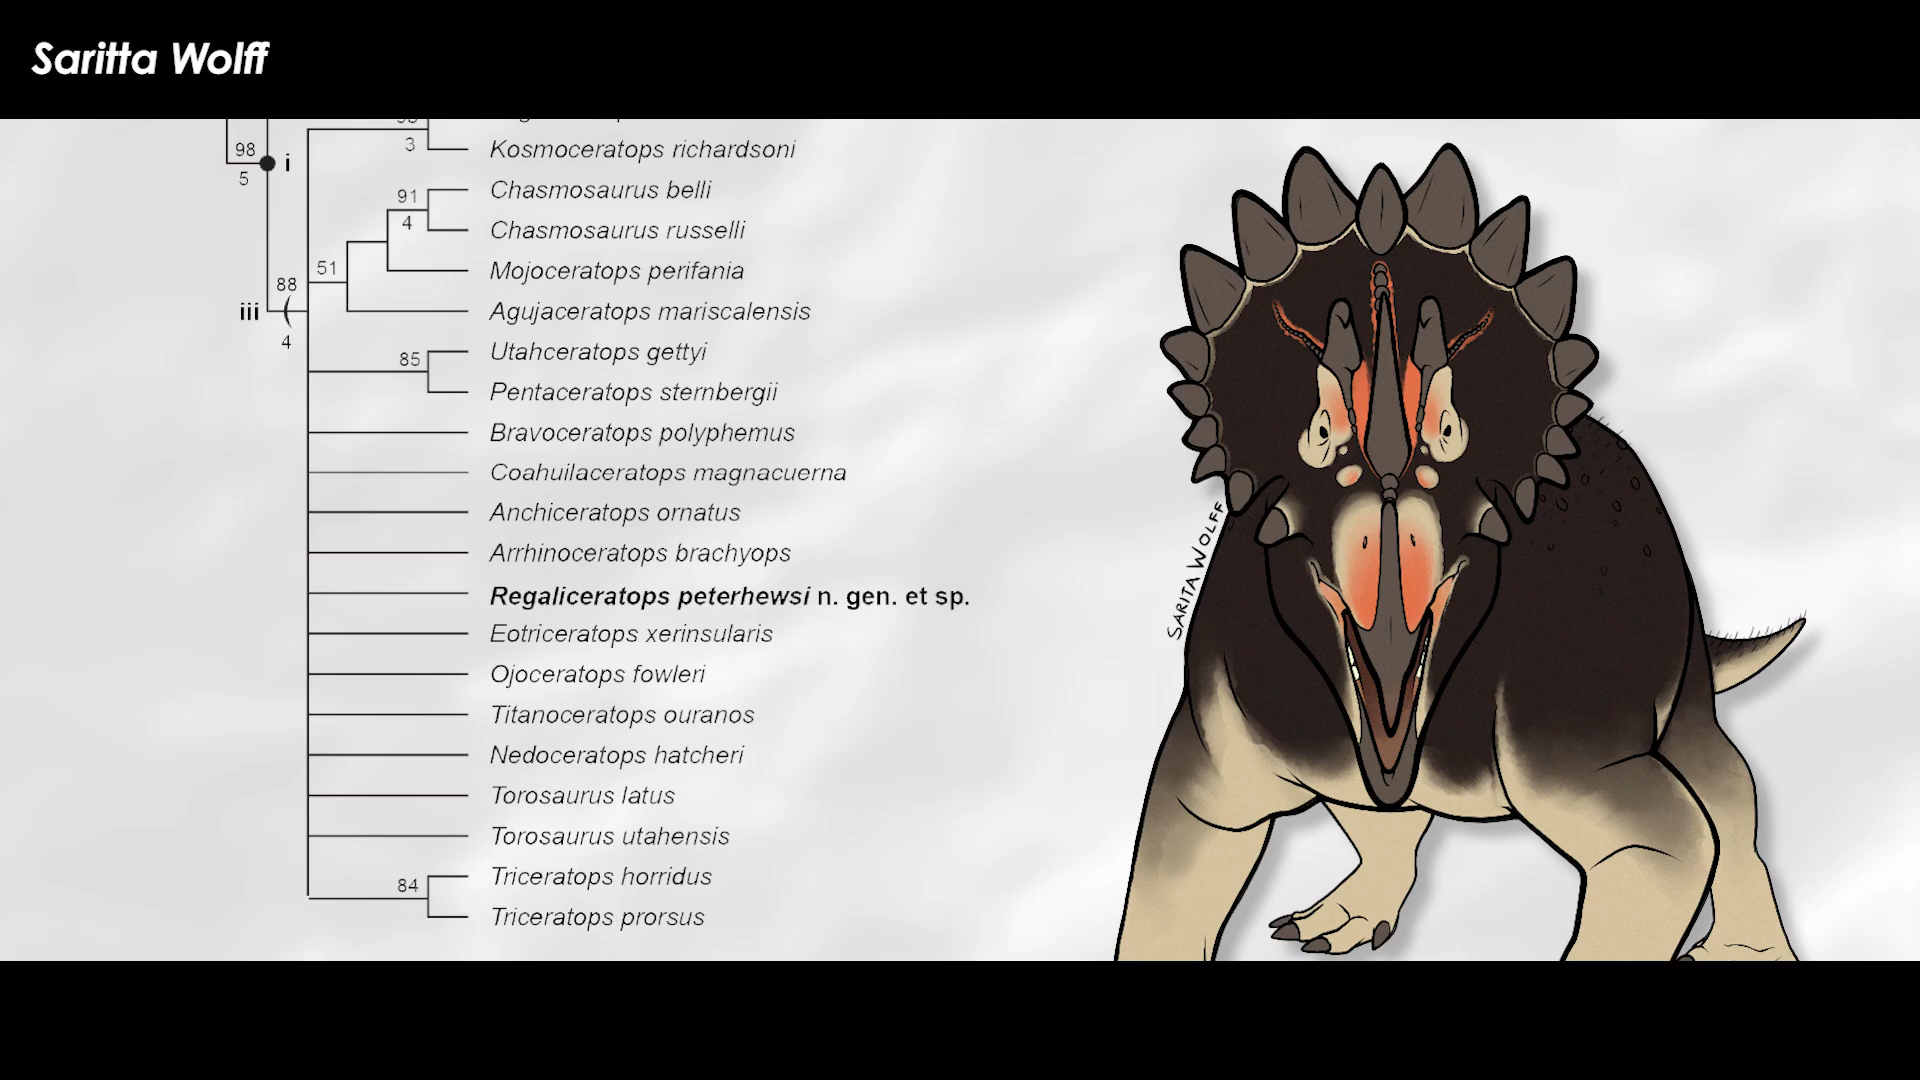 Saritta Wolff
98
i
5
3
Kosmoceratops richardsoni
91
Chasmosaurus belli
4
Chasmosaurus russelli
51
Mojoceratops perifania
88
iii
4
Agujaceratops mariscalensis
85
Utahceratops gettyi
Pentaceratops sternbergii
Bravoceratops polyphemus
Coahuilaceratops magnacuerna
Anchiceratops ornatus
Arrhinoceratops brachyops
Regaliceratops peterhewsi n. gen. et sp.
Eotriceratops xerinsularis
Ojoceratops fowleri
Titanoceratops ouranos
Nedoceratops hatcheri
Torosaurus latus
Torosaurus utahensis
84
Triceratops horridus
Triceratops prorsus
SARITA WOLFF